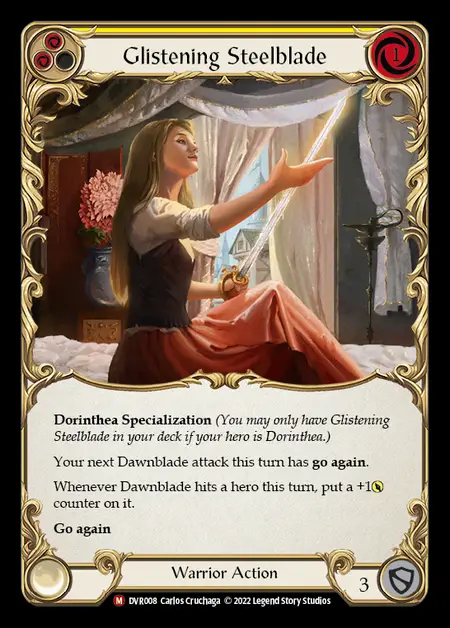 Glistening Steelblade
1
Dorinthea Specialization (You may only have Glistening
Steelblade in your deck if your hero is Dorinthea.)
Your next Dawnblade attack this turn has go again.
Whenever Dawnblade hits a hero this turn, put a +1
counter on it.
Go again
Warrior Action
3
M DVR008 Carlos Cruchaga © 2022 Legend Story Studios